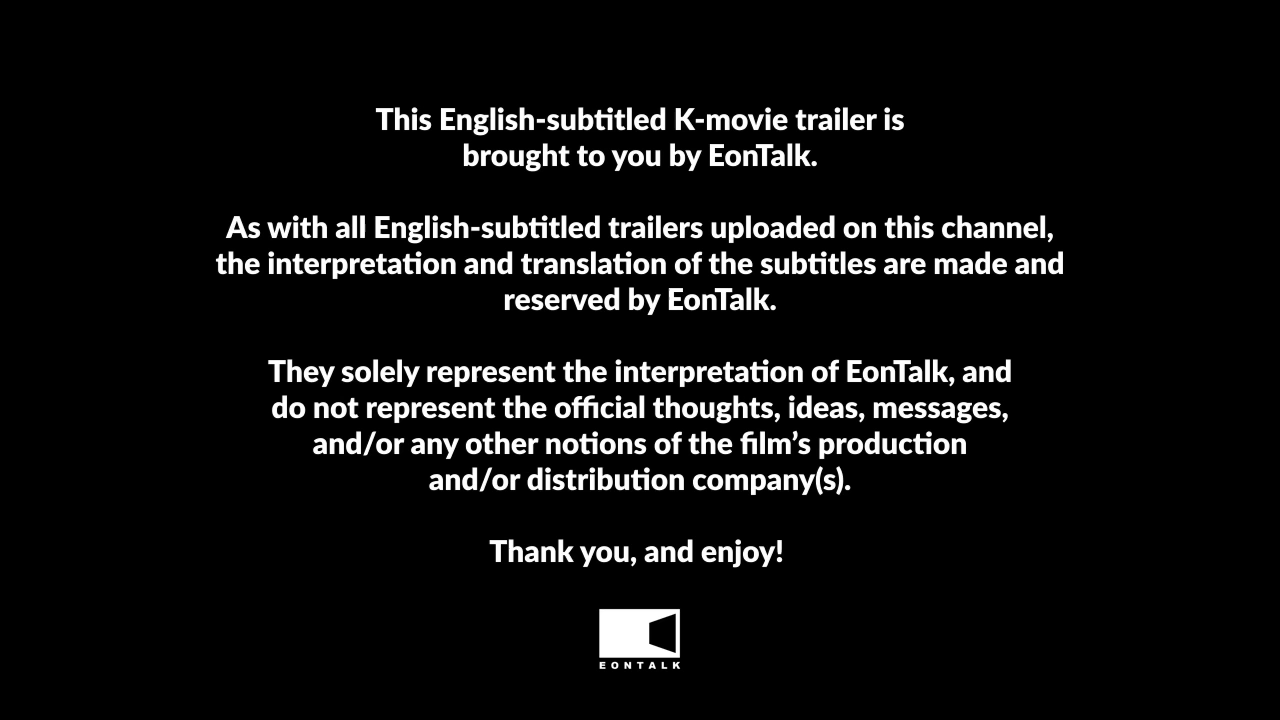 This English-subtitled K-movie trailer is
brought to you by EonTalk.
As with all English-subtitled trailers uploaded on this channel,
the interpretation and translation of the subtitles are made and
reserved by EonTalk.
They solely represent the interpretation of EonTalk, and
do not represent the official thoughts, ideas, messages,
and/or any other notions of the film’s production
and/or distribution company(s).
Thank you, and enjoy!
EONTALK